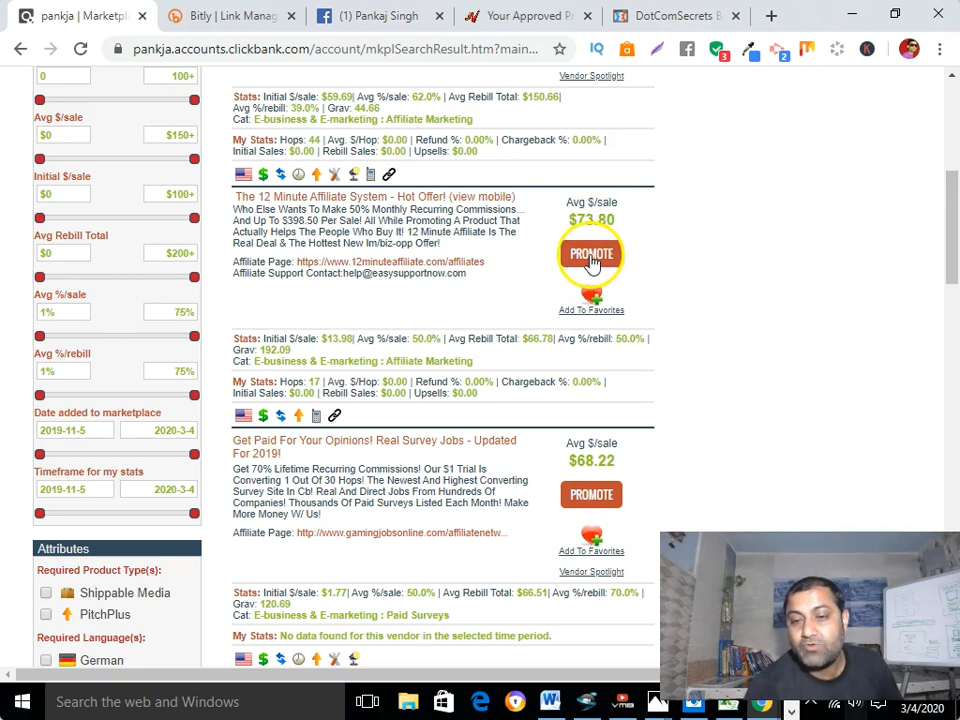 pankja | Marketpl
Bitly | Link Manag
(1) Pankaj Singh
Your Approved Pr
DotComSecrets B
pankja.accounts.clickbank.com/account/mkplSearchResult.htm?main...
3
2
K
0
100+
Avg $/sale
$0
$150+
Initial $/sale
$0
$100+
Avg Rebill Total
$0
$200+
Avg %/sale
1%
75%
Avg %/rebill
1%
75%
Date added to marketplace
2019-11-5
2020-3-4
Timeframe for my stats
2019-11-5
2020-3-4
Attributes
Required Product Type(s):
Shippable Media
PitchPlus
Required Language(s):
German
Vendor Spotlight
Stats: Initial $/sale: $59.69| Avg %/sale: 62.0% | Avg Rebill Total: $150.66|
Avg %/rebill: 39.0% | Grav: 44.66
Cat: E-business & E-marketing : Affiliate Marketing
My Stats: Hops: 44 | Avg. $/Hop: $0.00 | Refund %: 0.00% | Chargeback %: 0.00% |
Initial Sales: $0.00 | Rebill Sales: $0.00 | Upsells: $0.00
The 12 Minute Affiliate System - Hot Offer! (view mobile)
Who Else Wants To Make 50% Monthly Recurring Commissions...
And Up To $398.50 Per Sale! All While Promoting A Product That
Actually Helps The People Who Buy It! 12 Minute Affiliate Is The
Real Deal & The Hottest New Im/biz-opp Offer!
Affiliate Page: https://www.12minuteaffiliate.com/affiliates
Affiliate Support Contact:help@easysupportnow.com
Avg $/sale
$73.80
PROMOTE
Add To Favorites
Stats: Initial $/sale: $13.98| Avg %/sale: 50.0% | Avg Rebill Total: $66.78| Avg %/rebill: 50.0% |
Grav: 192.09
Cat: E-business & E-marketing : Affiliate Marketing
My Stats: Hops: 17 | Avg. $/Hop: $0.00 | Refund %: 0.00% | Chargeback %: 0.00% |
Initial Sales: $0.00 | Rebill Sales: $0.00 | Upsells: $0.00
Get Paid For Your Opinions! Real Survey Jobs - Updated
For 2019!
Get 70% Lifetime Recurring Commissions! Our $1 Trial Is
Converting 1 Out Of 30 Hops! The Newest And Highest Converting
Survey Site In Cb! Real And Direct Jobs From Hundreds Of
Companies! Thousands Of Paid Surveys Listed Each Month! Make
More Money W/ Us!
Affiliate Page: http://www.gamingjobsonline.com/affiliatenetw...
Avg $/sale
$68.22
PROMOTE
Add To Favorites
Vendor Spotlight
Stats: Initial $/sale: $1.77| Avg %/sale: 50.0% | Avg Rebill Total: $66.51| Avg %/rebill: 70.0% |
Grav: 120.69
Cat: E-business & E-marketing : Paid Surveys
My Stats: No data found for this vendor in the selected time period.
Search the web and Windows
3/4/2020